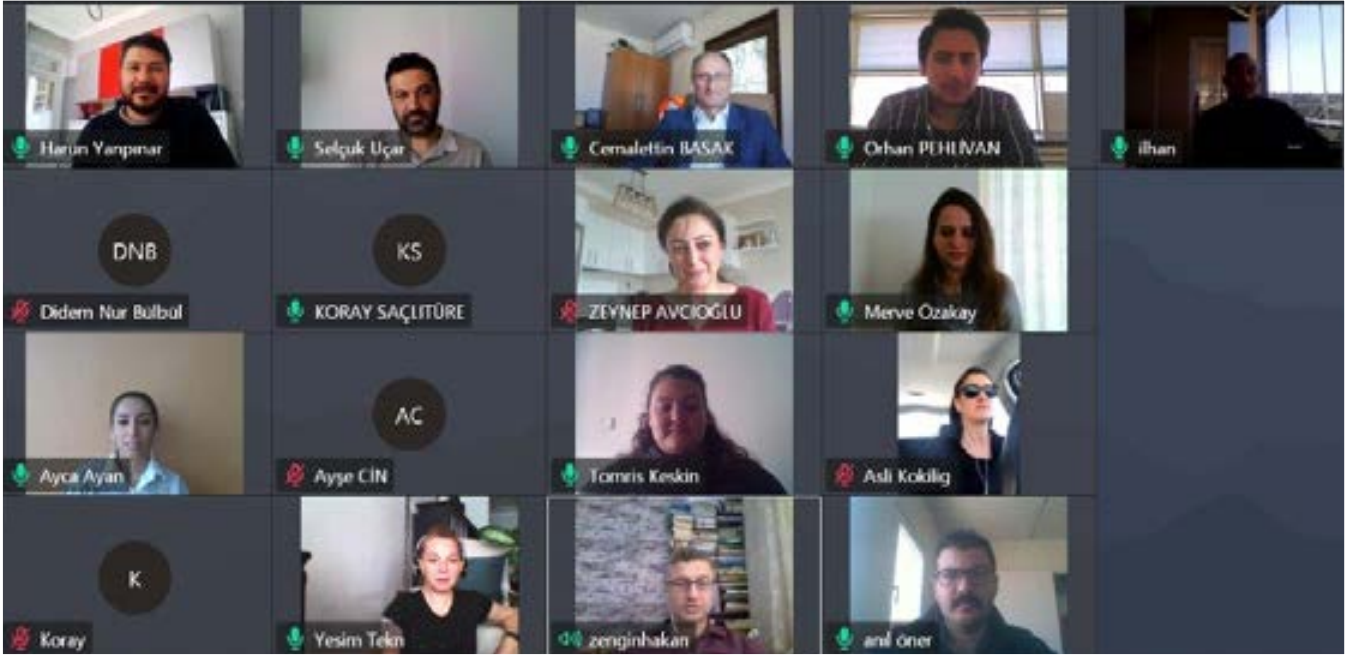 Harun Yanpınar
Selçuk Uçar
Cemalettin BASAK
Orhan PEHLİVAN
ilhan
DNB
Didem Nur Bülbül
KS
KORAY SAÇLITÜRE
ZEYNEP AVCIOĞLU
Merve Özakay
Ayca Ayan
AC
Ayşe CİN
Tomris Keskin
Asli Kokilig
K
Koray
Yesim Tekn
zenginhakan
anıl öner